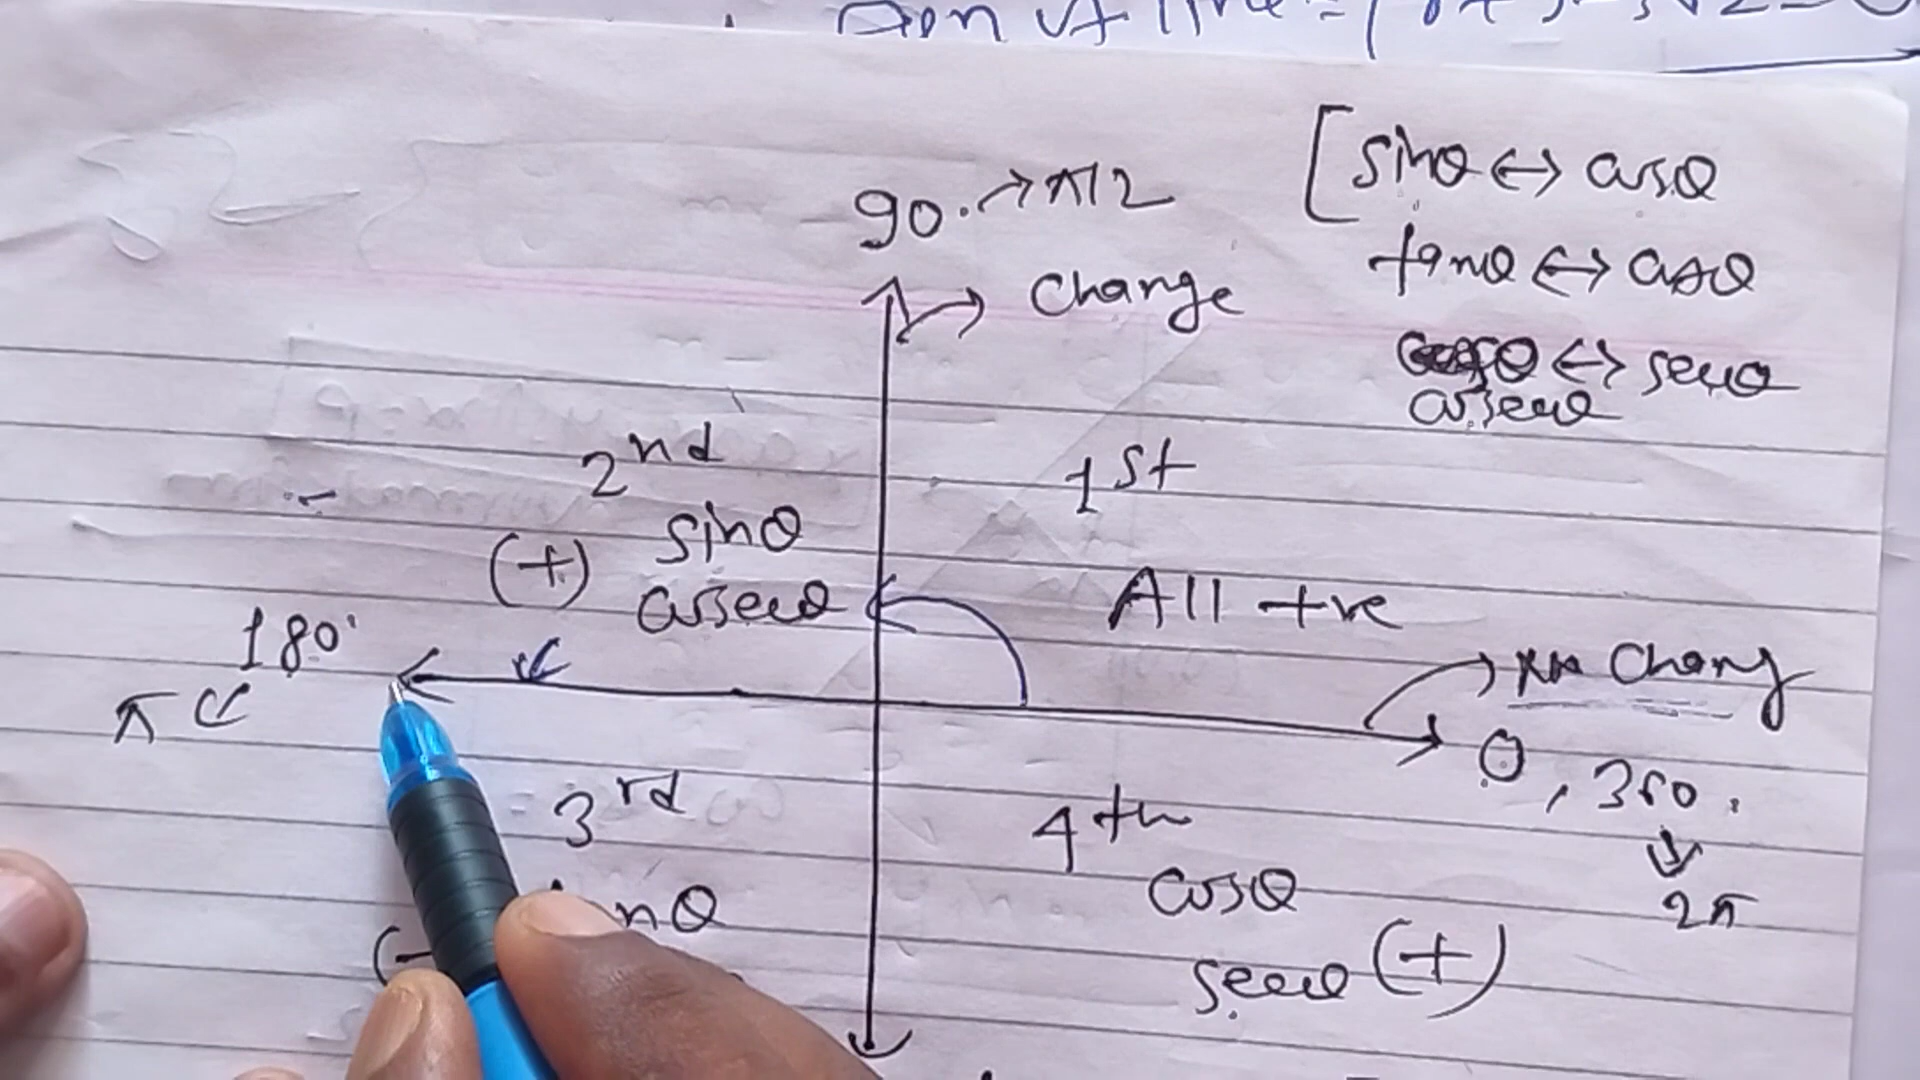 [sinθ ↔ cosθ
90° → π/2
tanθ ↔ cotθ
Change
↔ secθ
cosecθ
2nd
1st
sinθ
(+)
cosecθ
All +ve
180°
π
No Chang
0, 360°
2π
3rd
4th
nθ
cosθ
secθ (+)